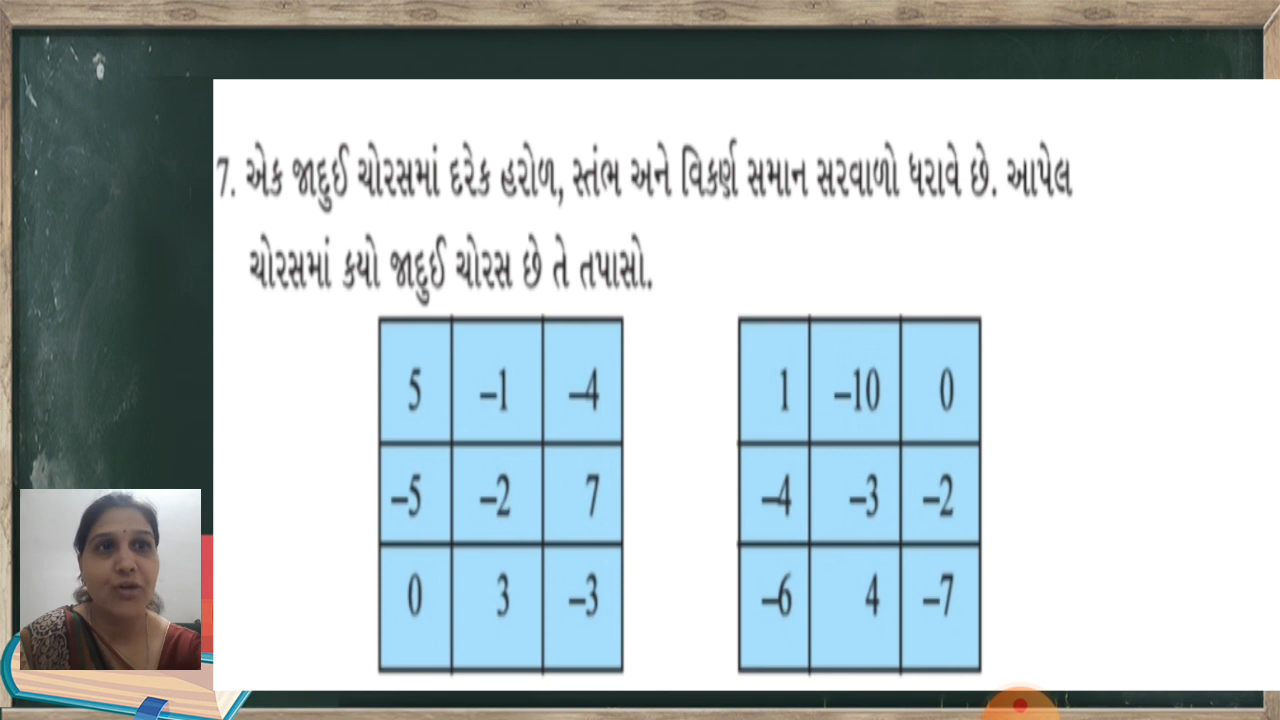 7. એક જાદુઈ ચોરસમાં દરેક હરોળ, સ્તંભ અને વિકર્ણ સમાન સરવાળો ધરાવે છે. આપેલ
ચોરસમાં કયો જાદુઈ ચોરસ છે તે તપાસો.
5 –1 –4
–5 –2 7
0 3 –3
1 –10 0
–4 –3 –2
–6 4 –7